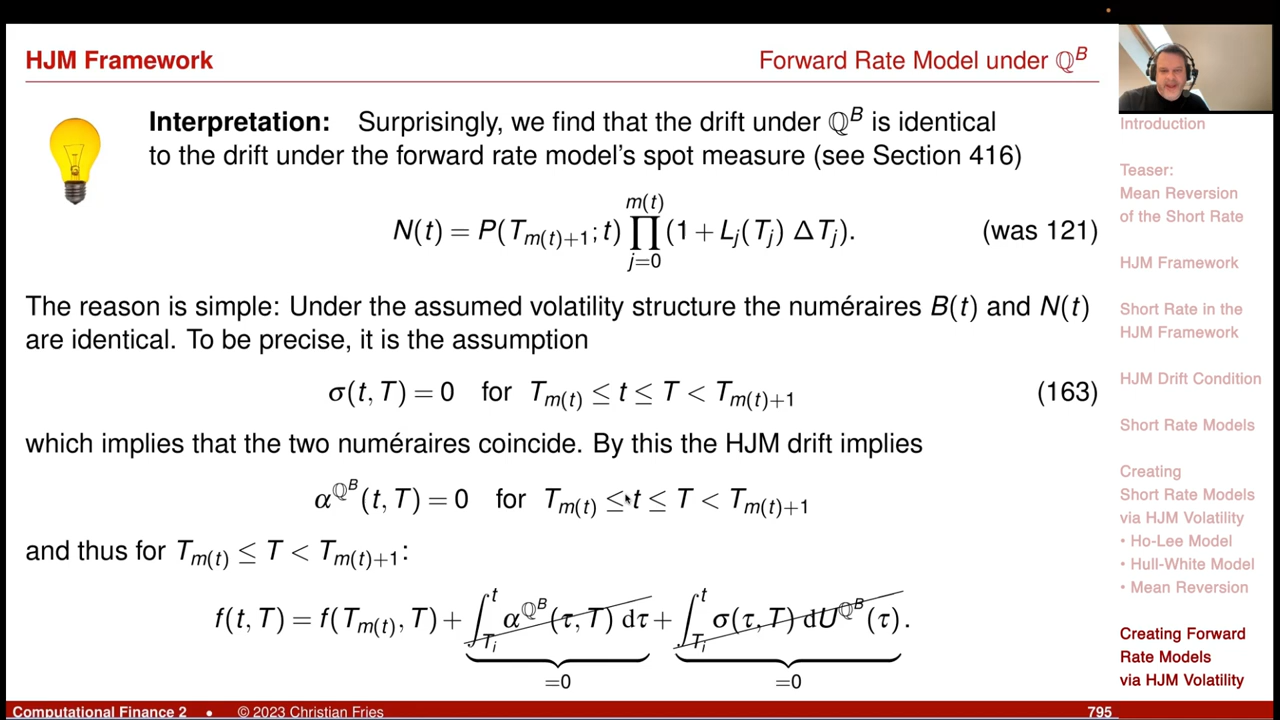 HJM Framework
Forward Rate Model under ℚᴮ
Interpretation: Surprisingly, we find that the drift under ℚᴮ is identical
to the drift under the forward rate model's spot measure (see Section 416)
N(t) = P(T_{m(t)+1}; t) ∏_{j=0}^{m(t)} (1 + L_j(T_j) ΔT_j). (was 121)
The reason is simple: Under the assumed volatility structure the numéraires B(t) and N(t)
are identical. To be precise, it is the assumption
σ(t, T) = 0 for T_{m(t)} ≤ t ≤ T < T_{m(t)+1} (163)
which implies that the two numéraires coincide. By this the HJM drift implies
α^{ℚᴮ}(t, T) = 0 for T_{m(t)} ≤ t ≤ T < T_{m(t)+1}
and thus for T_{m(t)} ≤ T < T_{m(t)+1}:
f(t, T) = f(T_{m(t)}, T) + ∫_{T_i}^{t} α^{ℚᴮ}(τ, T) dτ + ∫_{T_i}^{t} σ(τ, T) dU^{ℚᴮ}(τ).
=0 =0
Introduction
Teaser:
Mean Reversion
of the Short Rate
HJM Framework
Short Rate in the
HJM Framework
HJM Drift Condition
Short Rate Models
Creating
Short Rate Models
via HJM Volatility
• Ho-Lee Model
• Hull-White Model
• Mean Reversion
Creating Forward
Rate Models
via HJM Volatility
Computational Finance 2 • © 2023 Christian Fries
795